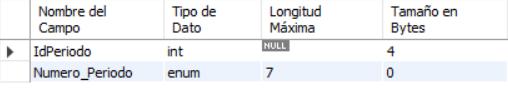 Nombre del Campo Tipo de Dato Longitud Máxima Tamaño en Bytes
IdPeriodo int NULL 4
Numero_Periodo enum 7 0